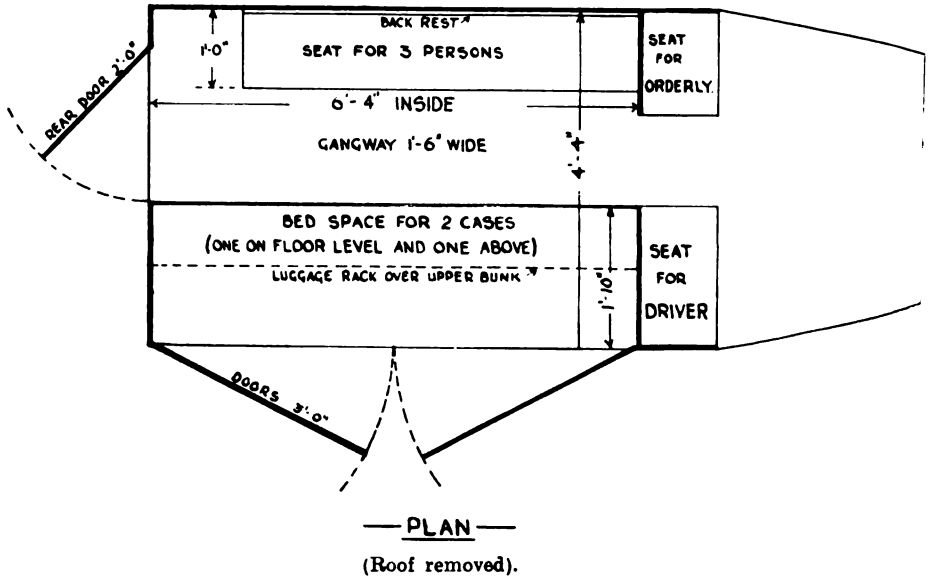 BACK REST
1'-0"
SEAT FOR 3 PERSONS
SEAT
FOR
ORDERLY.
REAR DOOR 2'-0"
6'-4" INSIDE
GANGWAY 1'-6" WIDE
4'-4"
BED SPACE FOR 2 CASES
(ONE ON FLOOR LEVEL AND ONE ABOVE)
LUGGAGE RACK OVER UPPER BUNK
1'-10"
SEAT
FOR
DRIVER
DOORS 3'-0"
PLAN
(Roof removed).